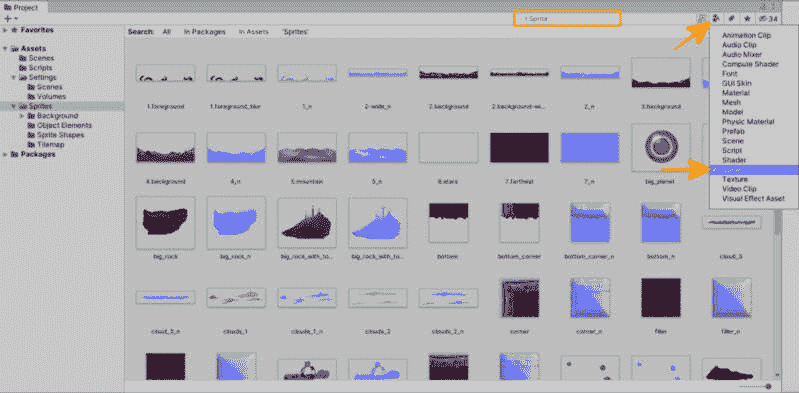 Project
t:Sprite
34
Favorites
Assets
Scenes
Scripts
Settings
Scenes
Volumes
Sprites
Background
Object Elements
Sprite Shapes
Tilemap
Packages
Search: All In Packages In Assets 'Sprites'
1.foreground 1.foreground_blur 1_n 2-wide_n 2.background 2.background-wi... 2_n 3.background
4.background 4_n 5.mountain 5_n 6.stars 7.farthest 7_n big_planet
big_rock big_rock_n big_rock_with_to... big_rock_with_to... bottom bottom_corner bottom_corner_n bottom_n cloud_3
cloud_3_n clouds_1 clouds_1_n clouds_2 clouds_2_n corner corner_n filler filler_n
Animation Clip
Audio Clip
Audio Mixer
Compute Shader
Font
GUI Skin
Material
Mesh
Model
Physic Material
Prefab
Scene
Script
Shader
Texture
Video Clip
Visual Effect Asset